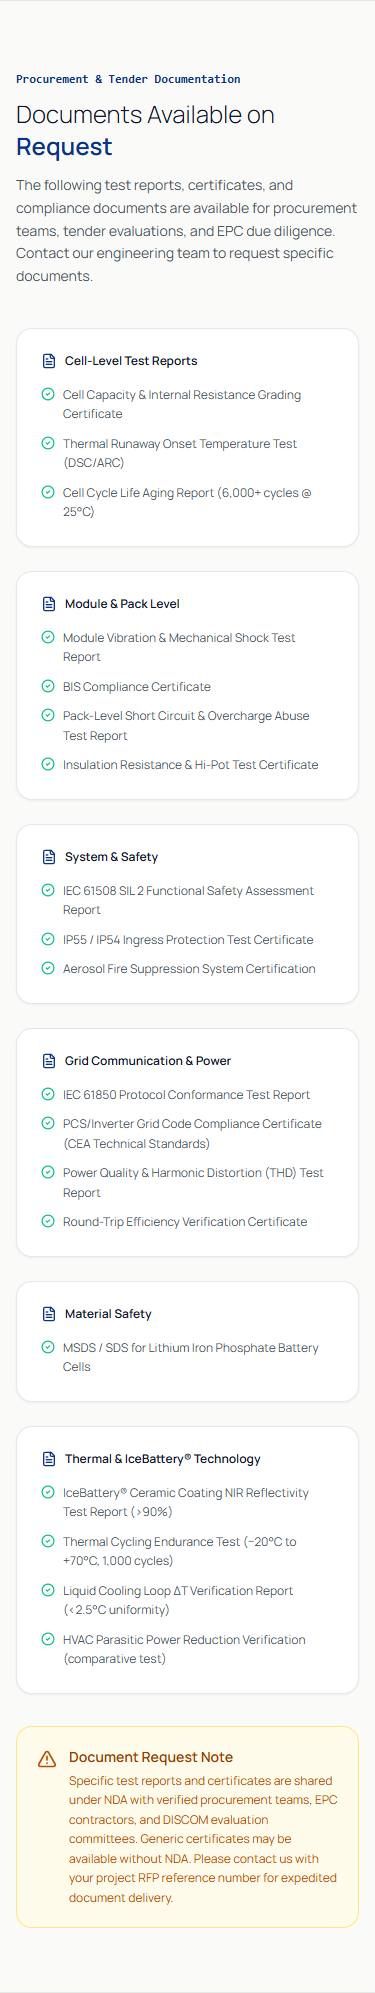 Procurement & Tender Documentation
Documents Available on
Request
The following test reports, certificates, and
compliance documents are available for procurement
teams, tender evaluations, and EPC due diligence.
Contact our engineering team to request specific
documents.
Cell-Level Test Reports
Cell Capacity & Internal Resistance Grading
Certificate
Thermal Runaway Onset Temperature Test
(DSC/ARC)
Cell Cycle Life Aging Report (6,000+ cycles @
25°C)
Module & Pack Level
Module Vibration & Mechanical Shock Test
Report
BIS Compliance Certificate
Pack-Level Short Circuit & Overcharge Abuse
Test Report
Insulation Resistance & Hi-Pot Test Certificate
System & Safety
IEC 61508 SIL 2 Functional Safety Assessment
Report
IP55 / IP54 Ingress Protection Test Certificate
Aerosol Fire Suppression System Certification
Grid Communication & Power
IEC 61850 Protocol Conformance Test Report
PCS/Inverter Grid Code Compliance Certificate
(CEA Technical Standards)
Power Quality & Harmonic Distortion (THD) Test
Report
Round-Trip Efficiency Verification Certificate
Material Safety
MSDS / SDS for Lithium Iron Phosphate Battery
Cells
Thermal & IceBattery® Technology
IceBattery® Ceramic Coating NIR Reflectivity
Test Report (>90%)
Thermal Cycling Endurance Test (−20°C to
+70°C, 1,000 cycles)
Liquid Cooling Loop ΔT Verification Report
(<2.5°C uniformity)
HVAC Parasitic Power Reduction Verification
(comparative test)
Document Request Note
Specific test reports and certificates are shared
under NDA with verified procurement teams, EPC
contractors, and DISCOM evaluation
committees. Generic certificates may be
available without NDA. Please contact us with
your project RFP reference number for expedited
document delivery.